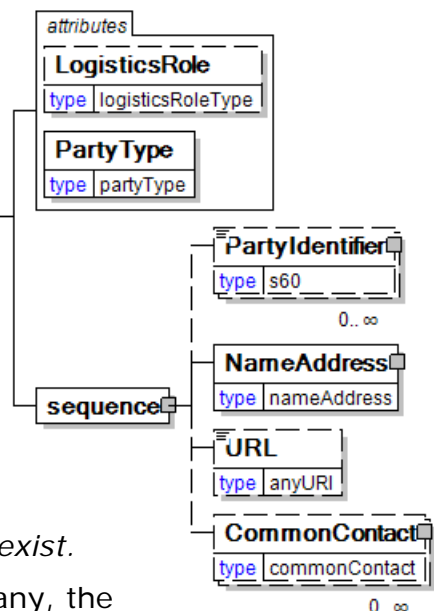 attributes
LogisticsRole
type logisticsRoleType
PartyType
type partyType
PartyIdentifier
type s60
0..∞
NameAddress
type nameAddress
sequence
URL
type anyURI
CommonContact
type commonContact
0..∞
exist.
any, the